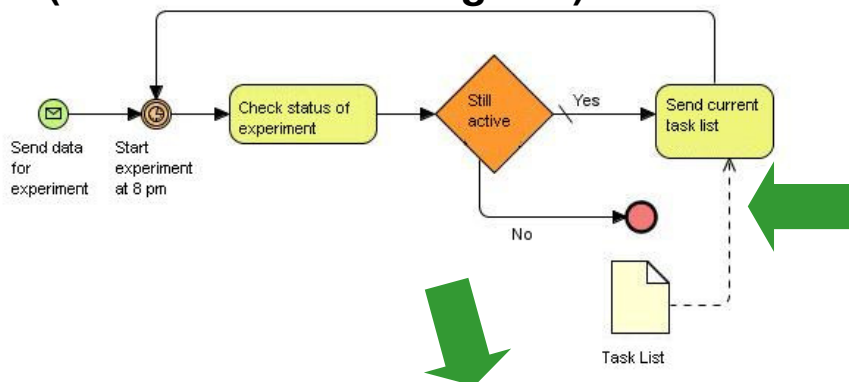 Send data
for
experiment
Start
experiment
at 8 pm
Check status of
experiment
Still
active
Yes
Send current
task list
No
Task List